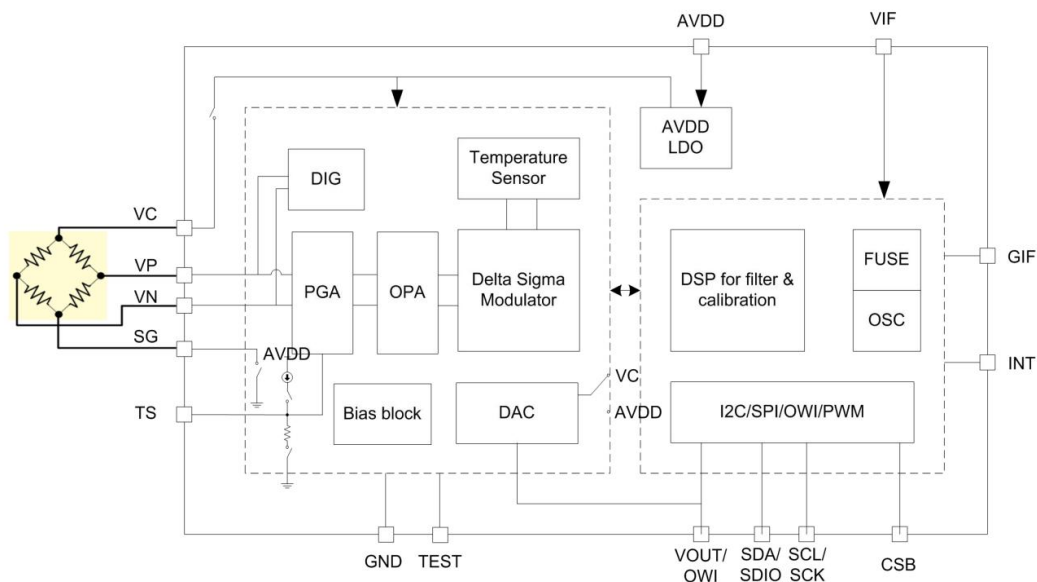 AVDD
VIF
AVDD
LDO
Temperature
Sensor
DIG
VC
VP
VN
SG
TS
PGA
OPA
Delta Sigma
Modulator
DSP for filter &
calibration
FUSE
OSC
GIF
INT
AVDD
VC
AVDD
Bias block
DAC
I2C/SPI/OWI/PWM
GND
TEST
VOUT/
OWI
SDA/
SDIO
SCL/
SCK
CSB